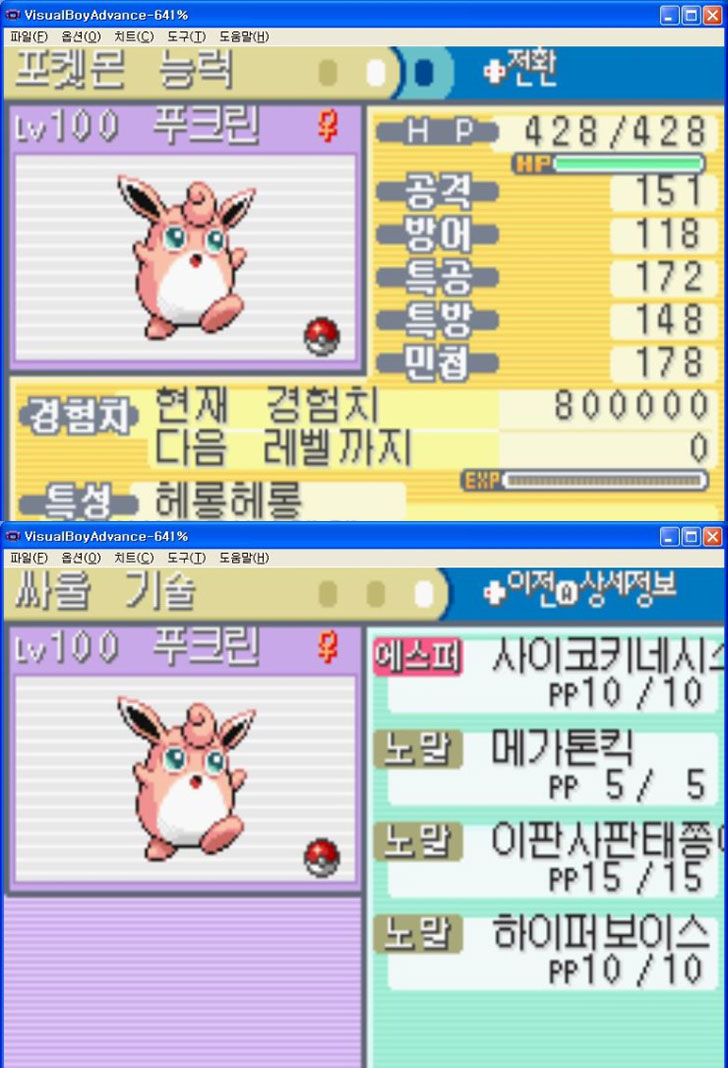 VisualBoyAdvance-641%
파일(F) 옵션(O) 치트(C) 도구(T) 도움말(H)
포켓몬 능력 전환
Lv100 푸크린 ♀
HP 428/428
HP
공격 151
방어 118
특공 172
특방 148
민첩 178
경험치 현재 경험치 800000
다음 레벨까지 0
EXP
특성 헤롱헤롱
VisualBoyAdvance-641%
파일(F) 옵션(O) 치트(C) 도구(T) 도움말(H)
싸울 기술 이전 A 상세정보
Lv100 푸크린 ♀
에스퍼 사이코키네시스
PP10/10
노말 메가톤킥
PP 5/ 5
노말 이판사판태클
PP15/15
노말 하이퍼보이스
PP10/10